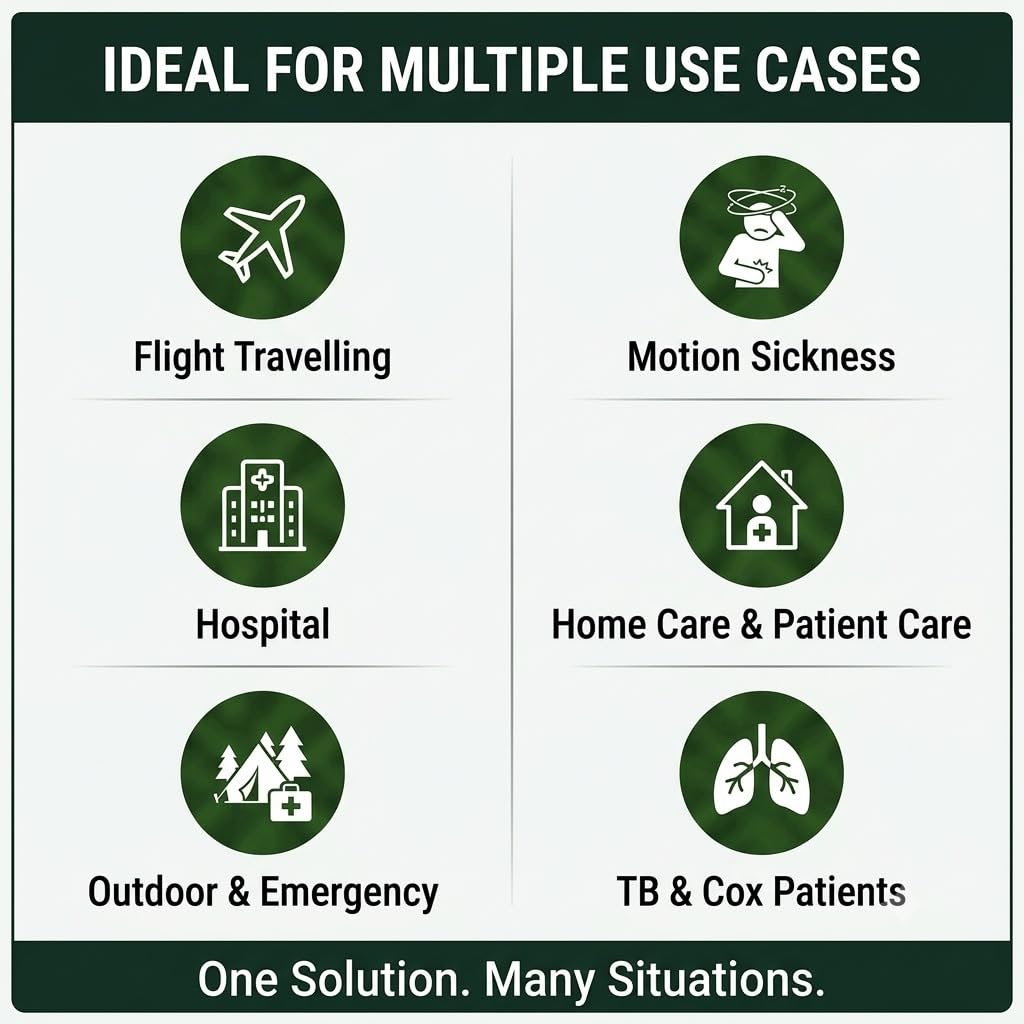 IDEAL FOR MULTIPLE USE CASES
Flight Travelling
Motion Sickness
Hospital
Home Care & Patient Care
Outdoor & Emergency
TB & Cox Patients
One Solution. Many Situations.